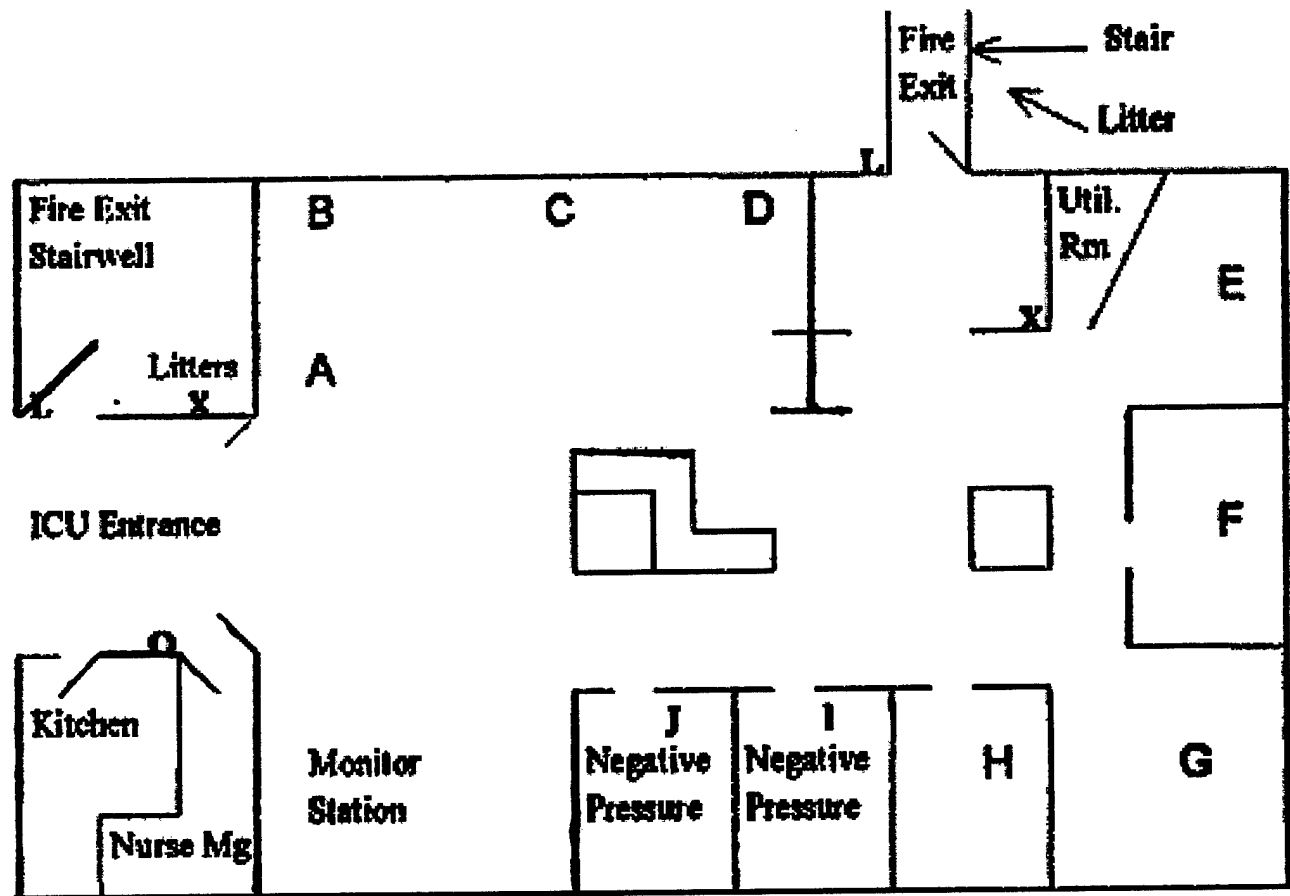 Fire
Exit
Stair
Litter
L
Fire Exit
Stairwell
B
C
D
Util.
Rm
E
X
Litters
A
L
X
ICU Entrance
F
O
Kitchen
J
I
Negative
Pressure
Negative
Pressure
H
G
Monitor
Station
Nurse Mg